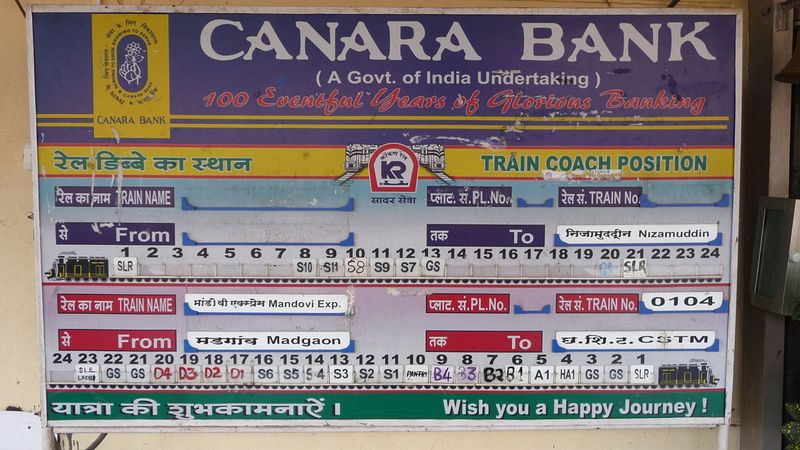 CANARA BANK
( A Govt. of India Undertaking )
100 Eventful Years of Glorious Banking
CANARA BANK
रेल डिब्बे का स्थान
कोंकण रेल
KR
सादर सेवा
TRAIN COACH POSITION
रेल का नाम TRAIN NAME
प्लाट. सं. PL.No.
रेल सं. TRAIN No.
से From
तक To
निजामुददीन Nizamuddin
1 2 3 4 5 6 7 8 9 10 11 12 13 14 15 16 17 18 19 20 21 22 23 24
SLR S10 S11 S8 S9 S7 GS SLR
रेल का नाम TRAIN NAME
मांडो वी एक्स्प्रेस Mandovi Exp.
प्लाट. सं. PL.No.
रेल सं. TRAIN No.
0104
से From
मडगांव Madgaon
तक To
छ.शि.ट. CSTM
24 23 22 21 20 19 18 17 16 15 14 13 12 11 10 9 8 7 6 5 4 3 2 1
SLR GS GS GS D4 D3 D2 D1 S6 S5 S4 S3 S2 S1 PANTRY B4 B3 B2 B1 A1 HA1 GS GS SLR
यात्रा की शुभकामनाऐं ।
Wish you a Happy Journey !